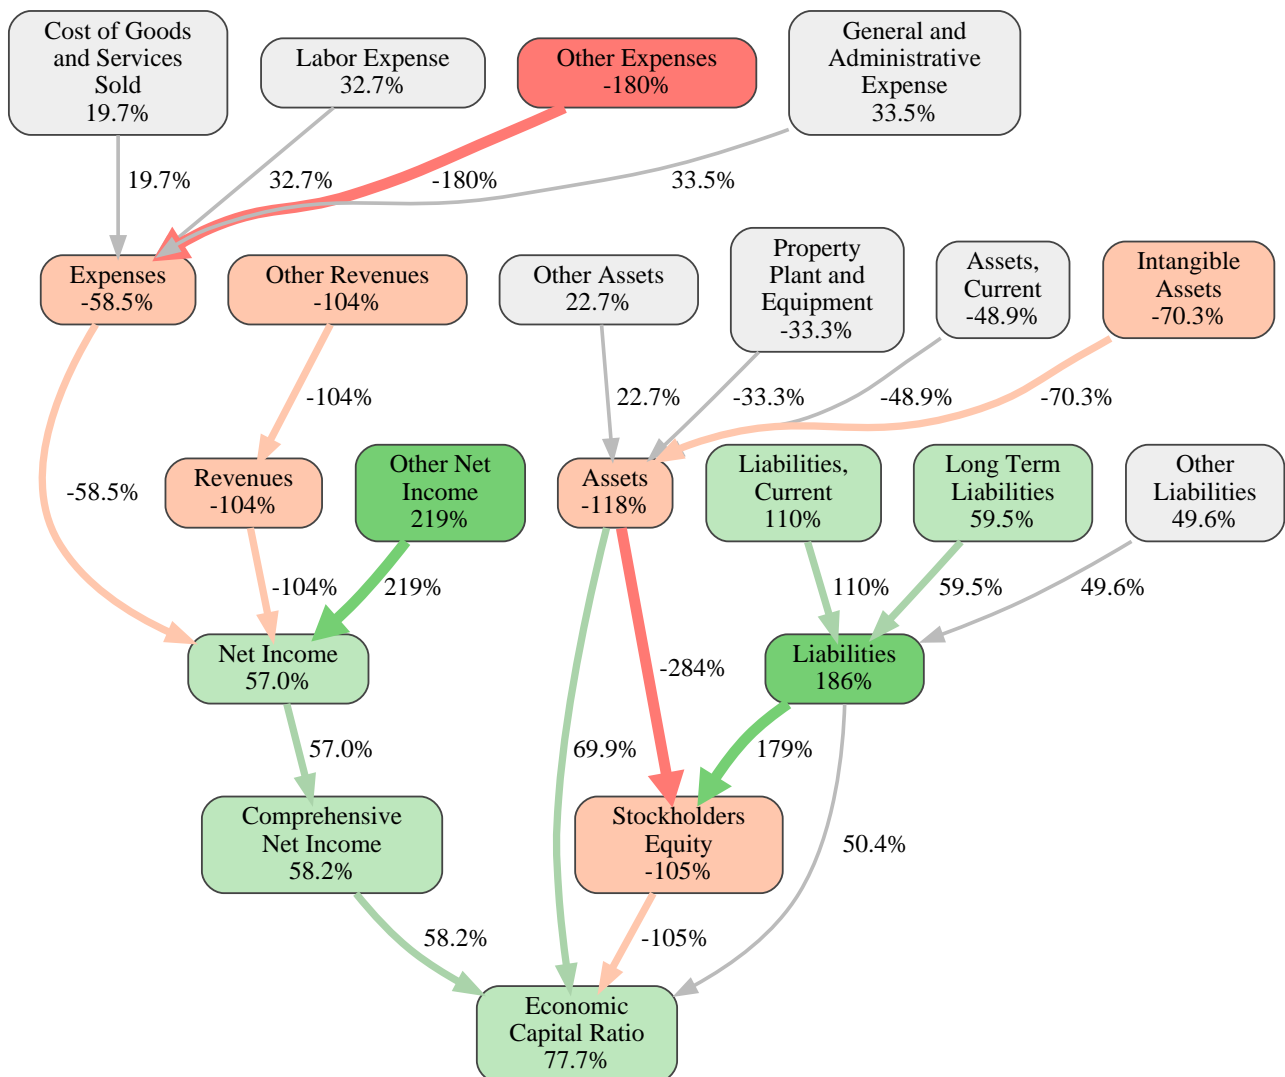 Cost of Goods
and Services
Sold
19.7%
Labor Expense
32.7%
Other Expenses
-180%
General and
Administrative
Expense
33.5%
19.7%
32.7%
-180%
33.5%
Expenses
-58.5%
Other Revenues
-104%
Other Assets
22.7%
Property
Plant and
Equipment
-33.3%
Assets,
Current
-48.9%
Intangible
Assets
-70.3%
-104%
22.7%
-33.3%
-48.9%
-70.3%
-58.5%
Revenues
-104%
Other Net
Income
219%
Assets
-118%
Liabilities,
Current
110%
Long Term
Liabilities
59.5%
Other
Liabilities
49.6%
-104%
219%
110%
59.5%
49.6%
Net Income
57.0%
-284%
Liabilities
186%
57.0%
69.9%
179%
Comprehensive
Net Income
58.2%
Stockholders
Equity
-105%
50.4%
58.2%
-105%
Economic
Capital Ratio
77.7%